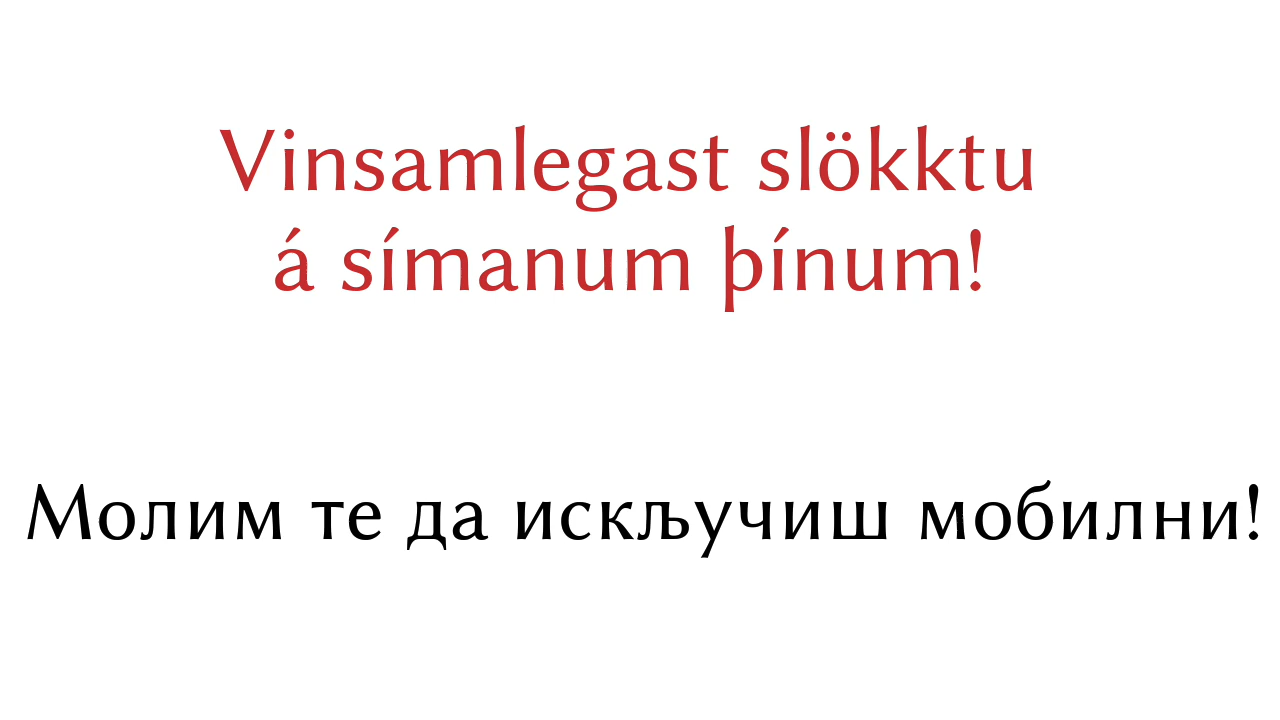 Vinsamlegast slökktu
á símanum þínum!
Молим те да искључиш мобилни!